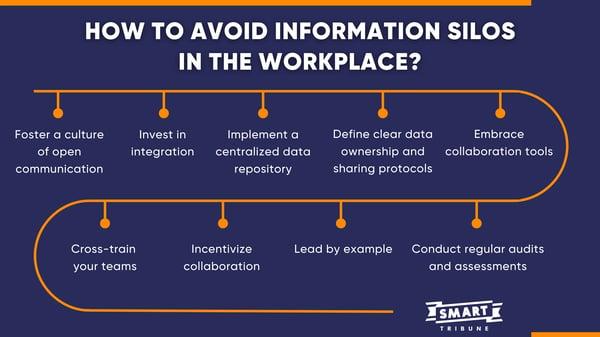 HOW TO AVOID INFORMATION SILOS
IN THE WORKPLACE?
Foster a culture
of open
communication
Invest in
integration
Implement a
centralized data
repository
Define clear data
ownership and
sharing protocols
Embrace
collaboration tools
Cross-train
your teams
Incentivize
collaboration
Lead by example
Conduct regular audits
and assessments
SMART
TRIBUNE